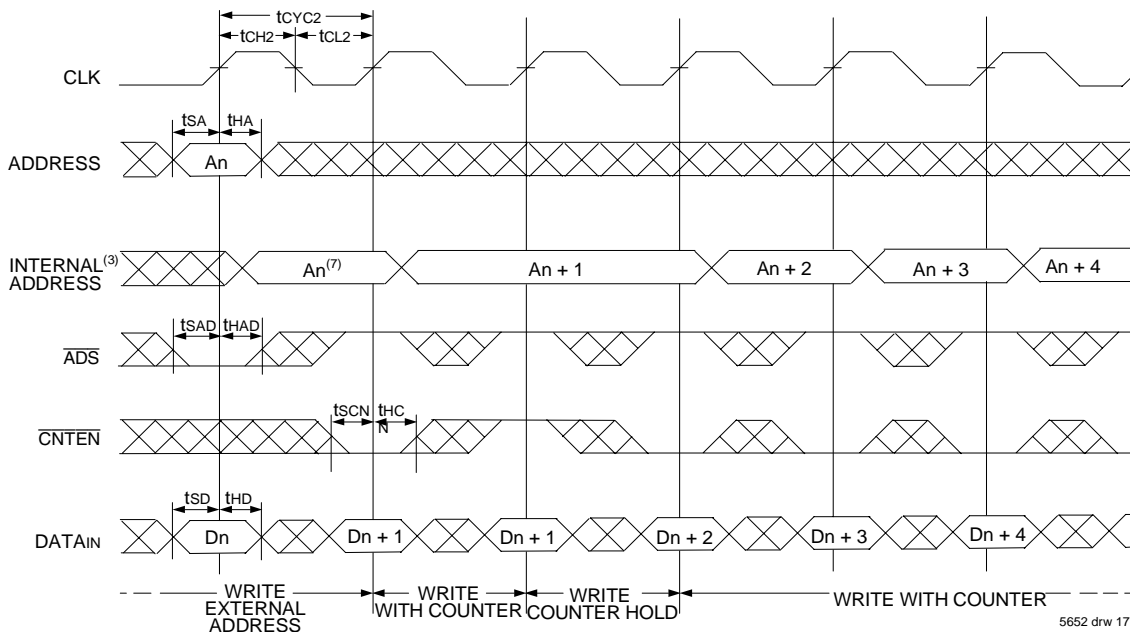 tCYC2
tCH2 tCL2
CLK
tSA tHA
ADDRESS An
INTERNAL(3) ADDRESS An(7) An + 1 An + 2 An + 3 An + 4
tSAD tHAD
ADS
tSCN tHCN
CNTEN
tSD tHD
DATAIN Dn Dn + 1 Dn + 1 Dn + 2 Dn + 3 Dn + 4
WRITE EXTERNAL ADDRESS
WRITE WITH COUNTER
WRITE COUNTER HOLD
WRITE WITH COUNTER
5652 drw 17